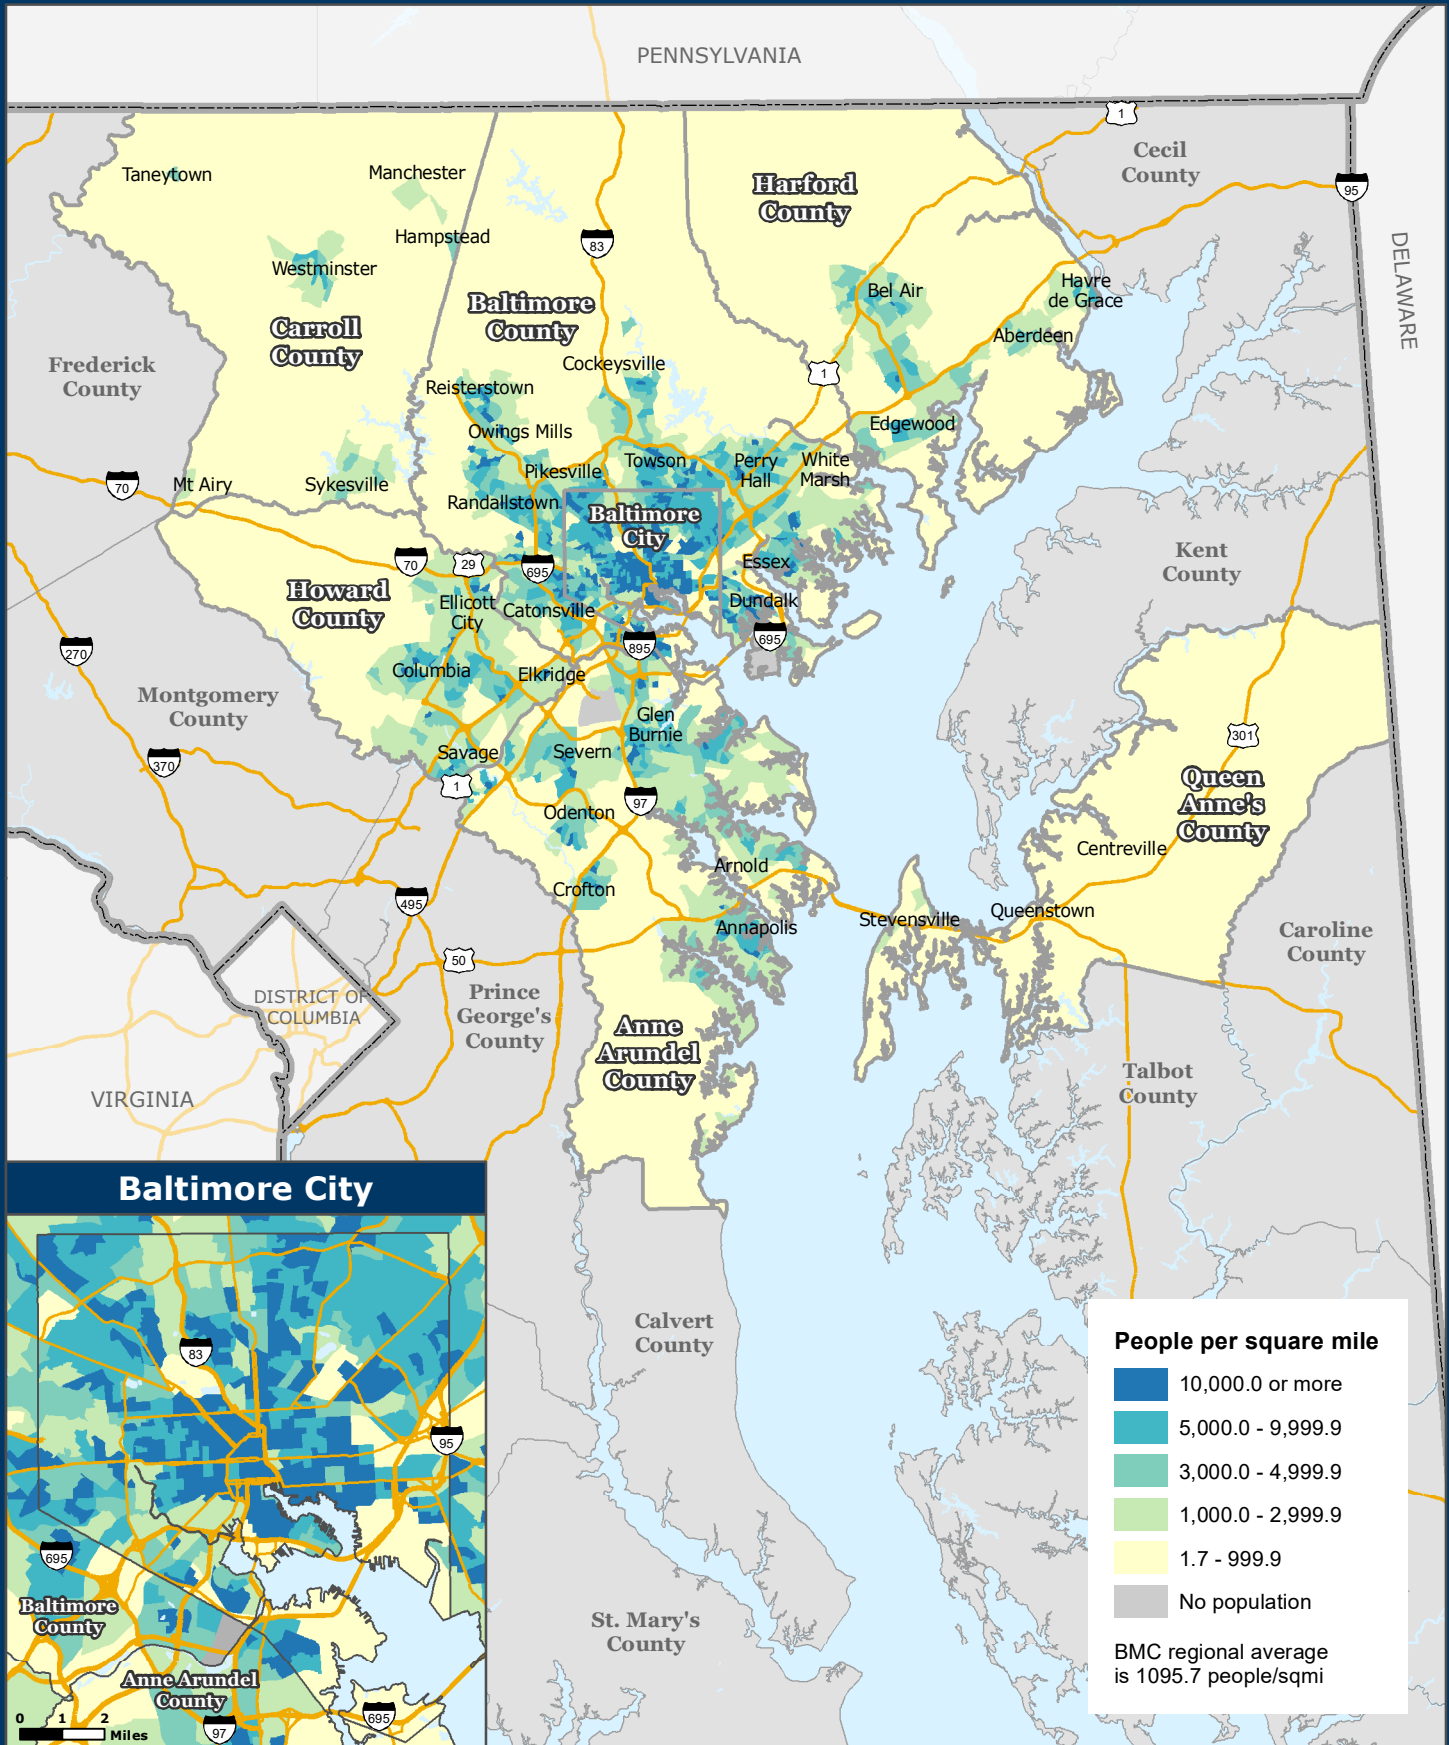 PENNSYLVANIA
1
Cecil
County
95
DELAWARE
Taneytown
Manchester
Hampstead
Westminster
Carroll
County
83
Harford
County
Bel Air
Havre
de Grace
Aberdeen
Baltimore
County
Cockeysville
Frederick
County
Reisterstown
Owings Mills
1
Edgewood
70
Mt Airy
Sykesville
Pikesville
Towson
Perry
Hall
White
Marsh
Randallstown
Baltimore
City
70
29
695
Essex
Kent
County
Howard
County
Ellicott
City
Catonsville
Dundalk
695
895
270
Columbia
Elkridge
Montgomery
County
Glen
Burnie
301
370
Savage
Severn
1
97
Odenton
Queen
Anne's
County
Centreville
Arnold
Crofton
495
Annapolis
Stevensville
Queenstown
Caroline
County
50
DISTRICT OF
COLUMBIA
Prince
George's
County
Anne
Arundel
County
VIRGINIA
Talbot
County
Calvert
County
St. Mary's
County
Baltimore City
83
95
695
Baltimore
County
Anne Arundel
County
695
97
0 1 2
Miles
People per square mile
10,000.0 or more
5,000.0 - 9,999.9
3,000.0 - 4,999.9
1,000.0 - 2,999.9
1.7 - 999.9
No population
BMC regional average
is 1095.7 people/sqmi